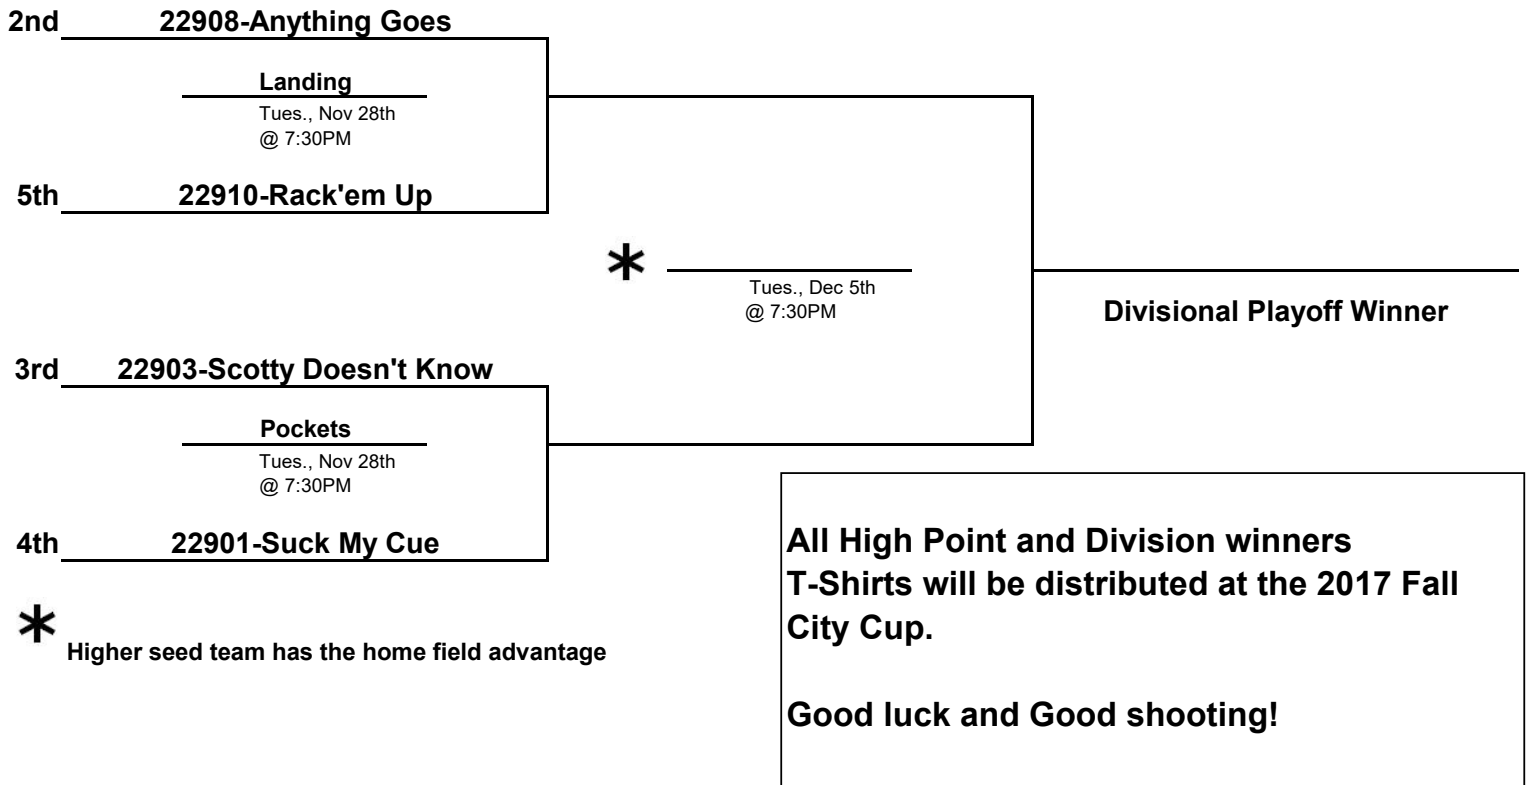 2nd 22908-Anything Goes
Landing
Tues., Nov 28th
@ 7:30PM
5th 22910-Rack'em Up
*
Tues., Dec 5th
@ 7:30PM
Divisional Playoff Winner
3rd 22903-Scotty Doesn't Know
Pockets
Tues., Nov 28th
@ 7:30PM
4th 22901-Suck My Cue
* Higher seed team has the home field advantage
All High Point and Division winners
T-Shirts will be distributed at the 2017 Fall
City Cup.
Good luck and Good shooting!